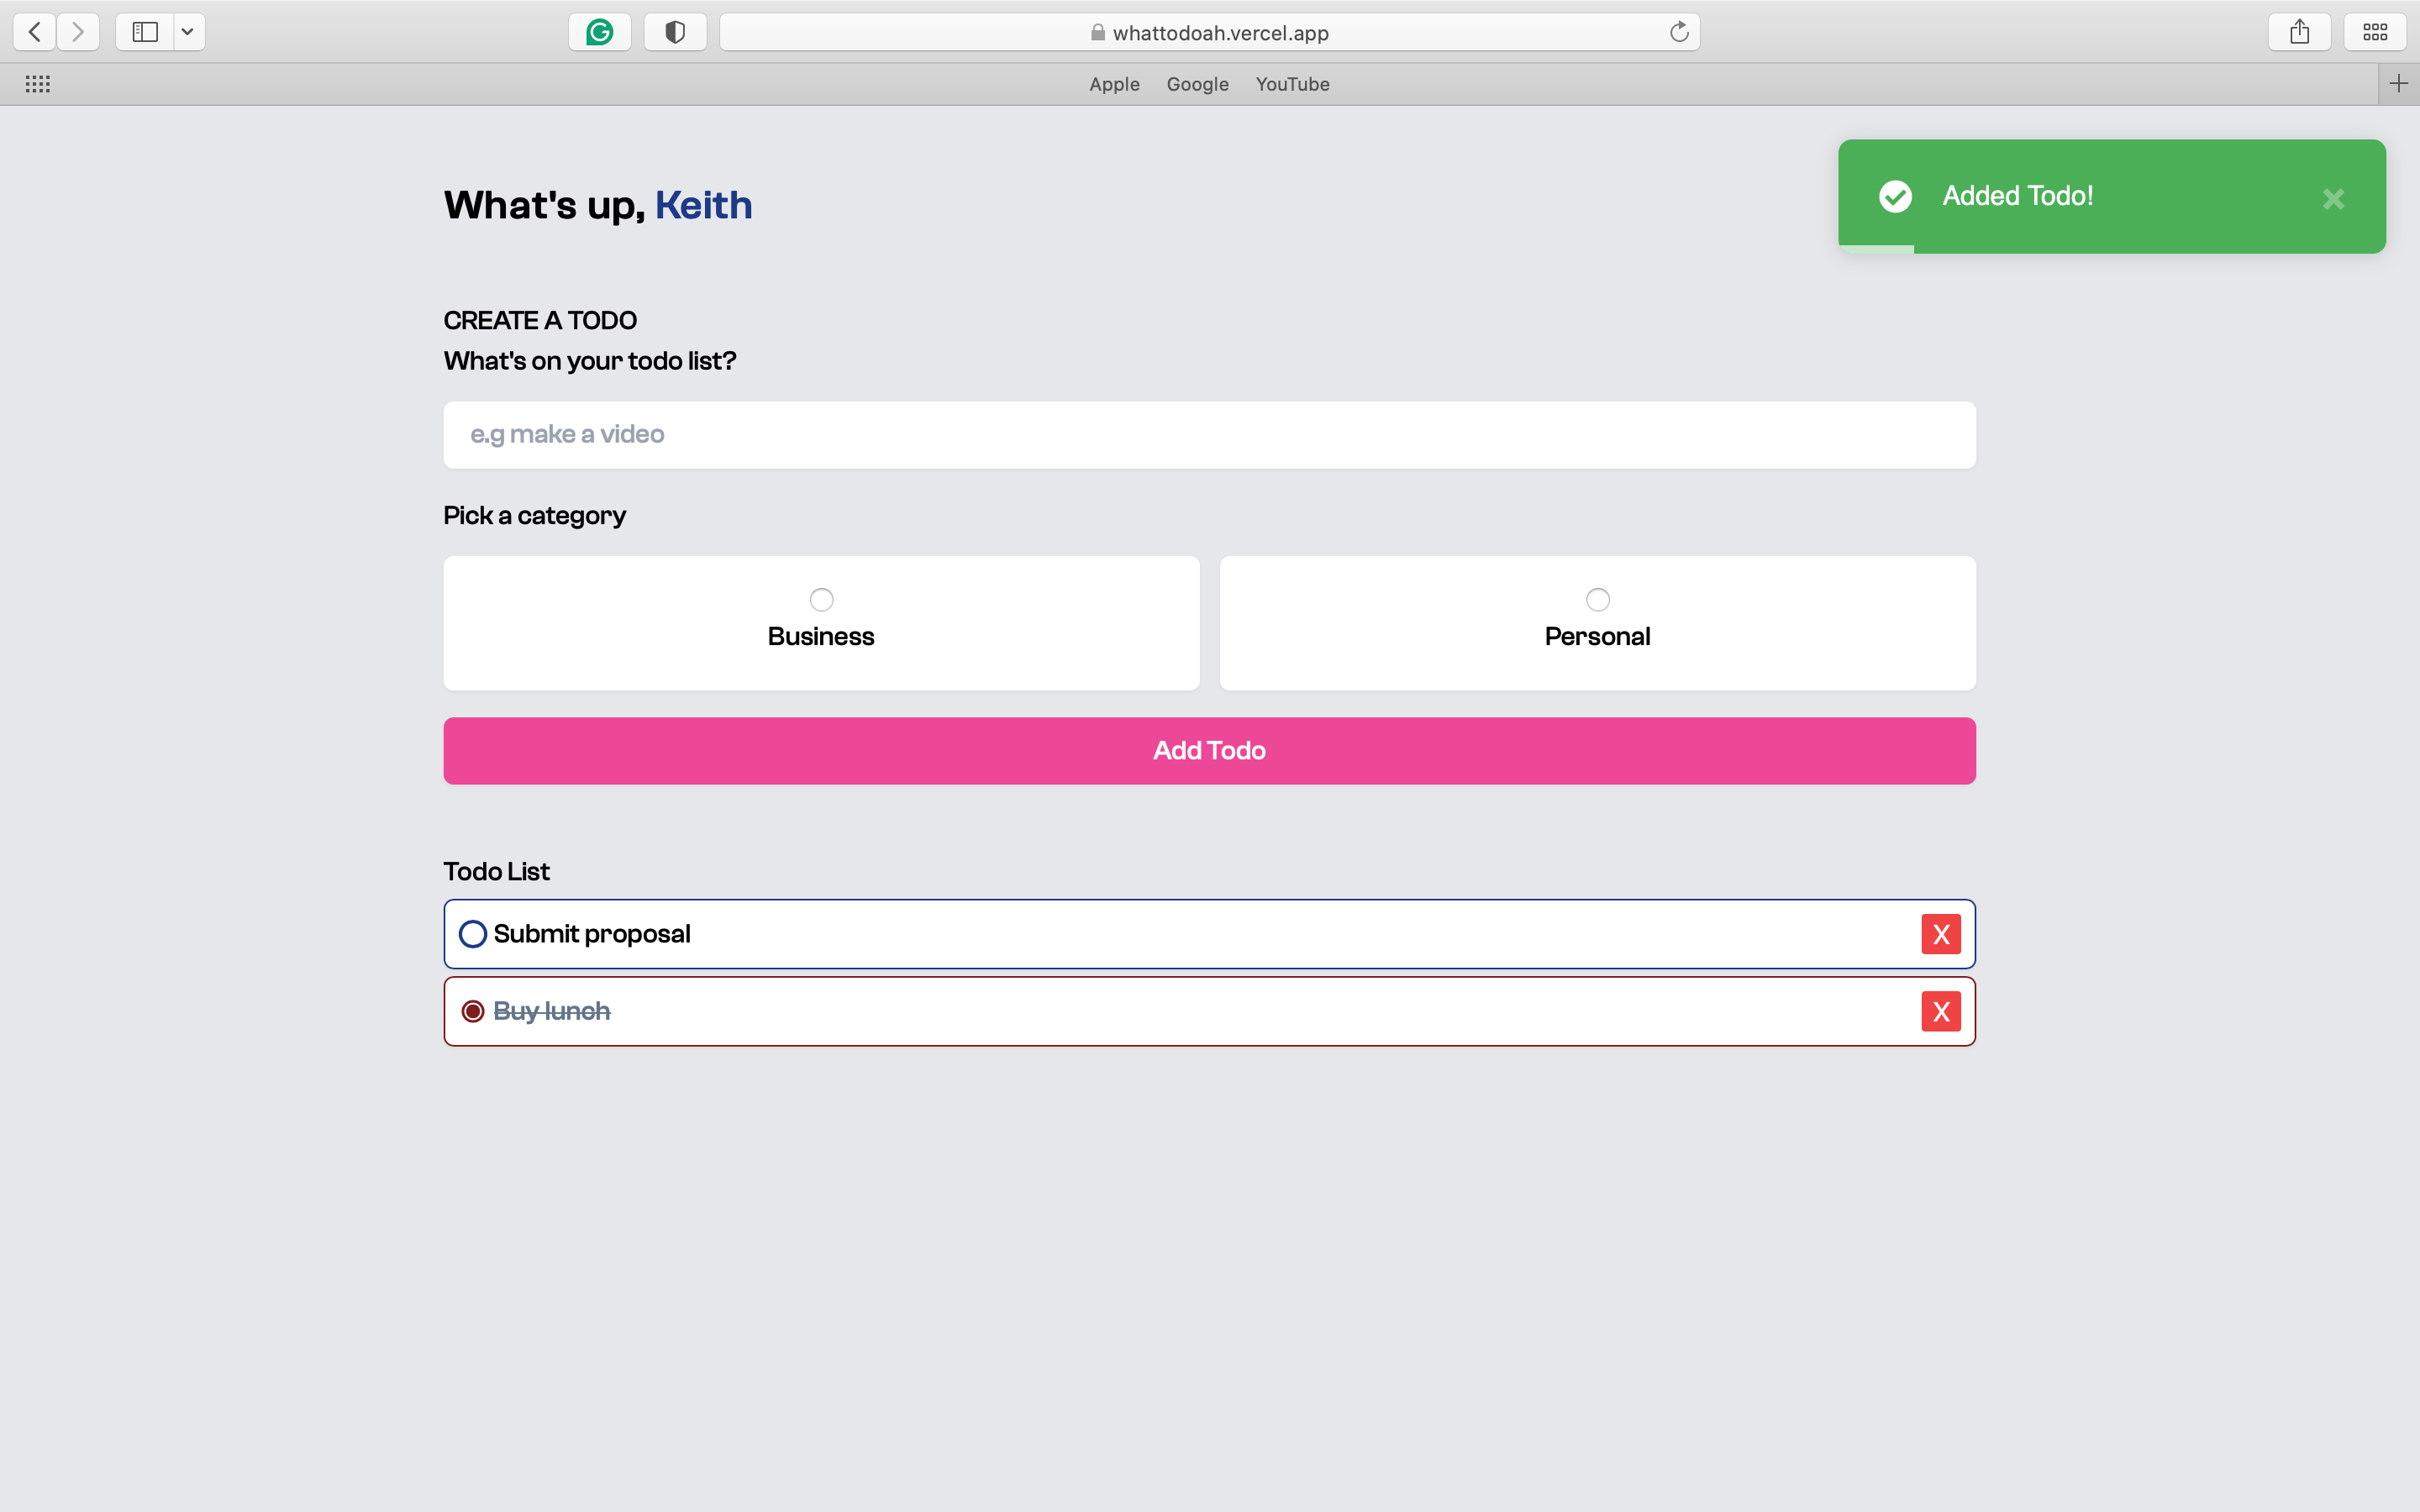 whattodoah.vercel.app
Apple Google YouTube
Added Todo!
What's up, Keith
CREATE A TODO
What's on your todo list?
e.g make a video
Pick a category
Business
Personal
Add Todo
Todo List
Submit proposal X
Buy lunch X